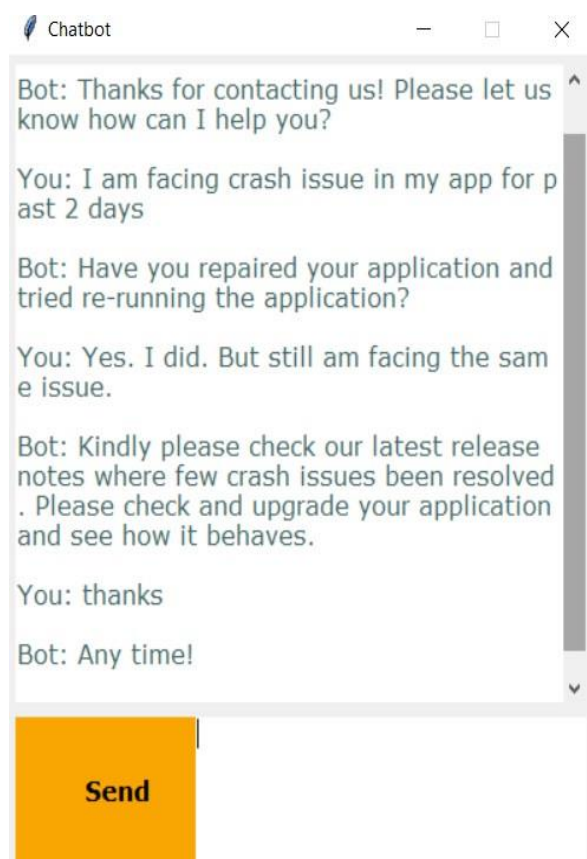 Chatbot
Bot: Thanks for contacting us! Please let us
know how can I help you?
You: I am facing crash issue in my app for p
ast 2 days
Bot: Have you repaired your application and
tried re-running the application?
You: Yes. I did. But still am facing the sam
e issue.
Bot: Kindly please check our latest release
notes where few crash issues been resolved
. Please check and upgrade your application
and see how it behaves.
You: thanks
Bot: Any time!
Send